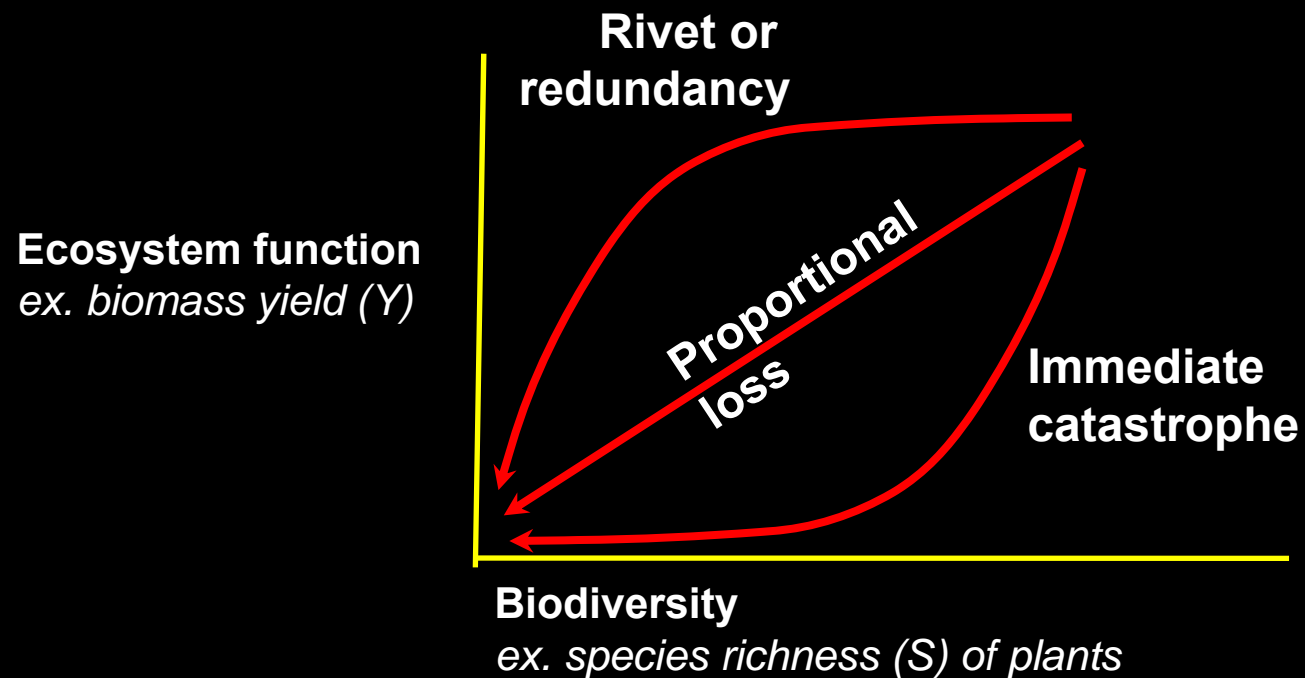 Rivet or
redundancy
Ecosystem function
ex. biomass yield (Y)
Proportional
loss
Immediate
catastrophe
Biodiversity
ex. species richness (S) of plants